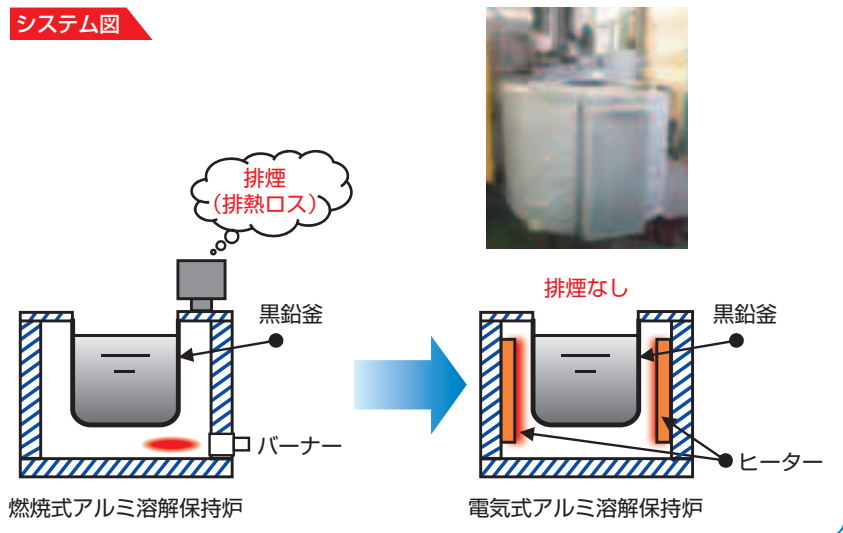 システム図
排煙
（排熱ロス）
黒鉛釜
バーナー
燃焼式アルミ溶解保持炉
排煙なし
黒鉛釜
ヒーター
電気式アルミ溶解保持炉